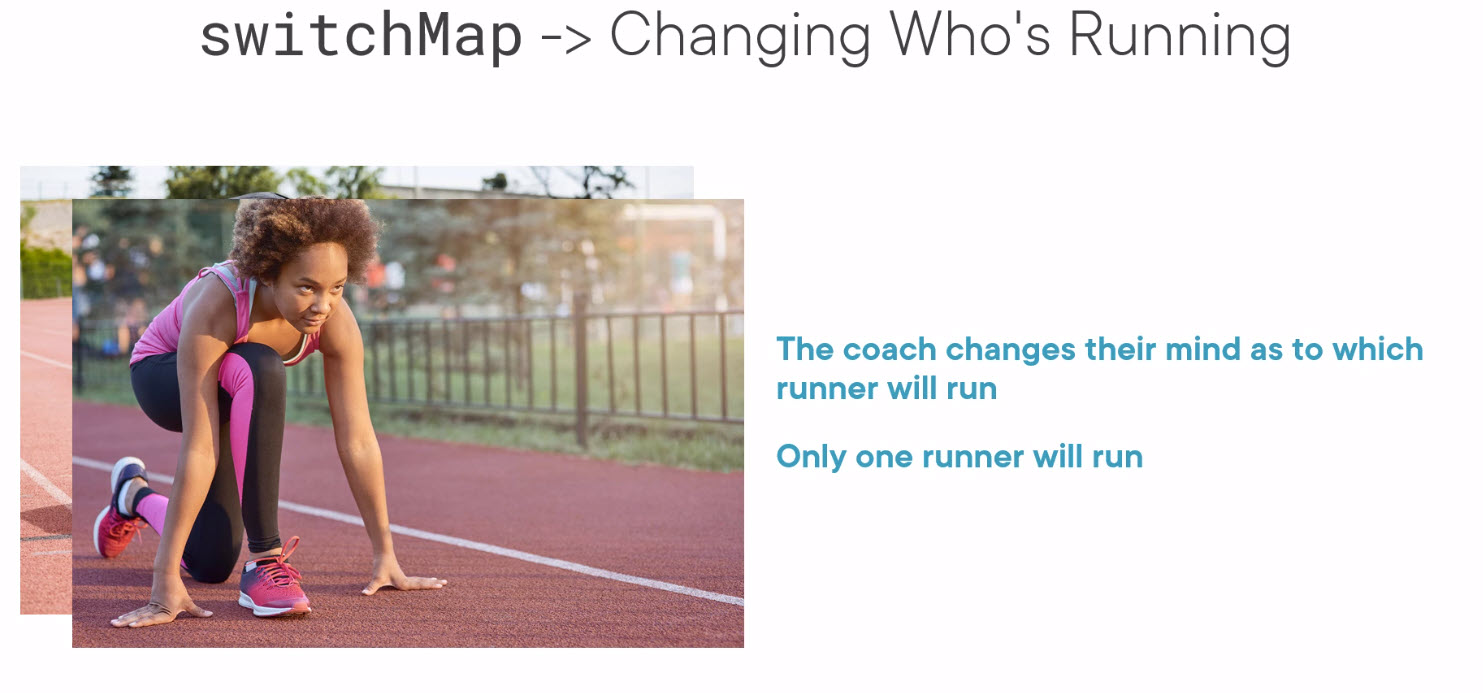 switchMap -> Changing Who's Running
The coach changes their mind as to which
runner will run
Only one runner will run